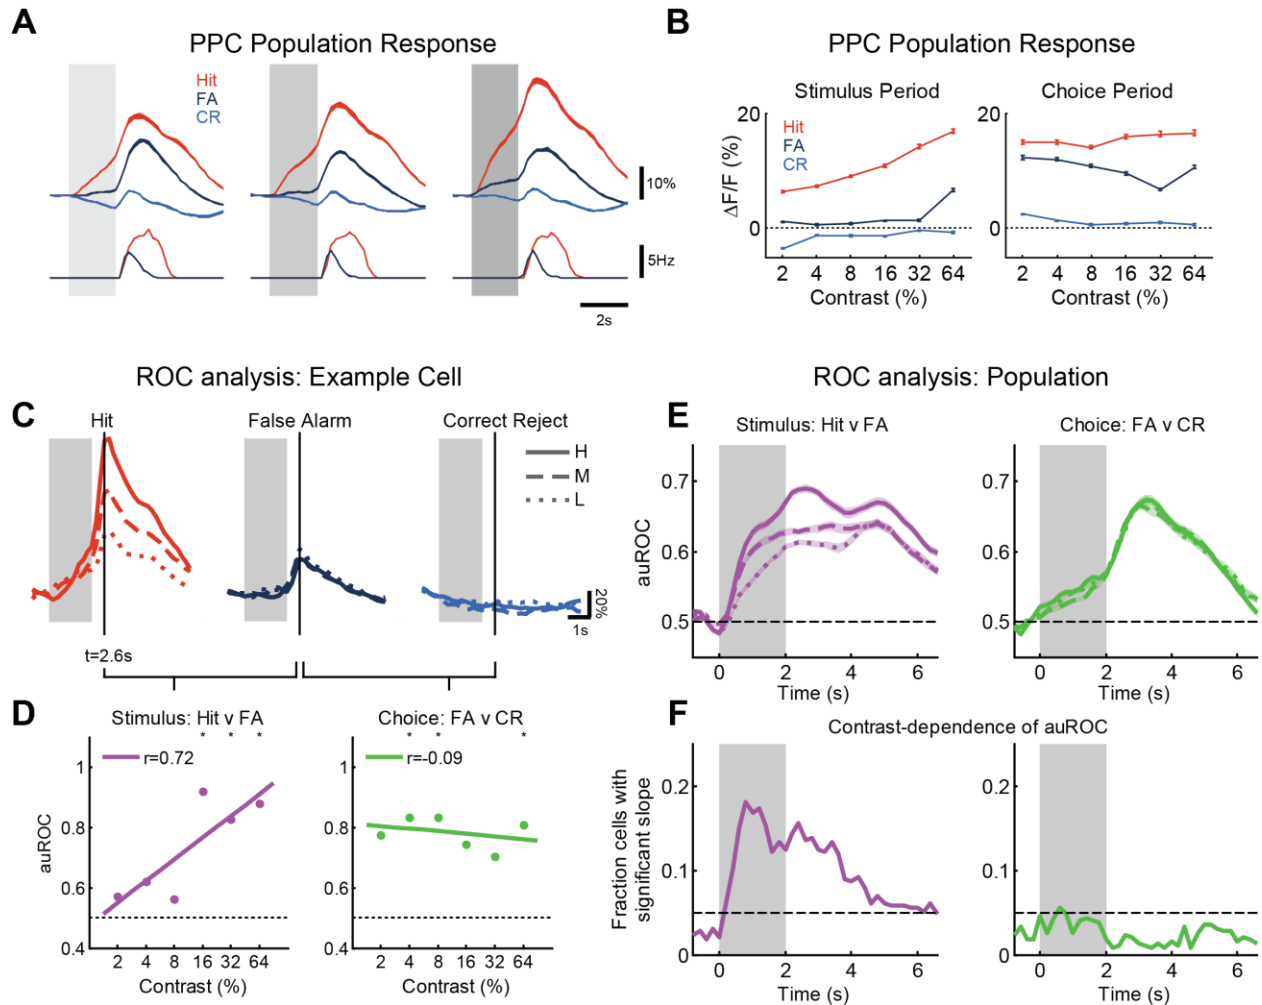 A
PPC Population Response
Hit
FA
CR
10%
5Hz
2s
B
PPC Population Response
Stimulus Period
Choice Period
20
20
Hit
FA
CR
ΔF/F (%)
0
0
2 4 8 16 32 64
2 4 8 16 32 64
Contrast (%)
Contrast (%)
ROC analysis: Example Cell
C
Hit
False Alarm
Correct Reject
H
M
L
20%
1s
t=2.6s
D
Stimulus: Hit v FA
Choice: FA v CR
* * *
* * *
r=0.72
r=-0.09
1
0.8
0.6
0.4
1
0.8
0.6
0.4
auROC
2 4 8 16 32 64
2 4 8 16 32 64
Contrast (%)
Contrast (%)
ROC analysis: Population
E
Stimulus: Hit v FA
Choice: FA v CR
0.7
0.6
0.5
0.7
0.6
0.5
auROC
0 2 4 6
0 2 4 6
Time (s)
Time (s)
F
Contrast-dependence of auROC
Fraction cells with
significant slope
0.2
0.1
0
0.2
0.1
0
0 2 4 6
0 2 4 6
Time (s)
Time (s)